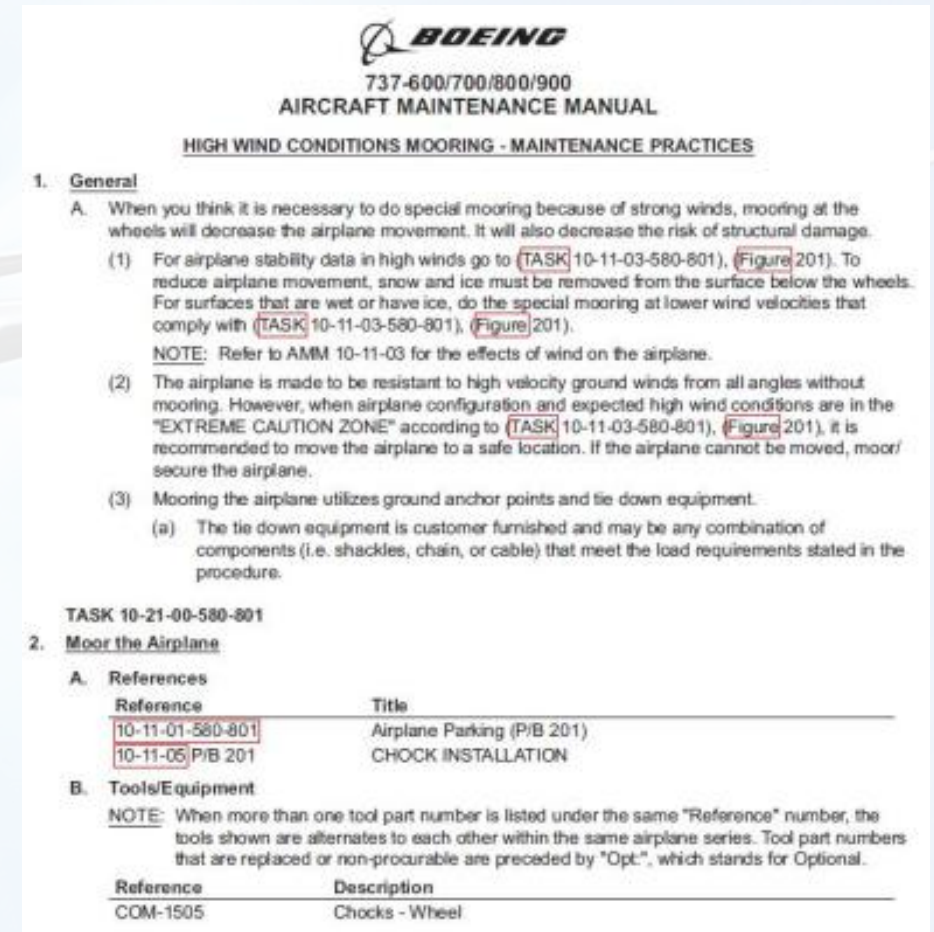 BOEING
737-600/700/800/900
AIRCRAFT MAINTENANCE MANUAL
HIGH WIND CONDITIONS MOORING - MAINTENANCE PRACTICES
1. General
A. When you think it is necessary to do special mooring because of strong winds, mooring at the
wheels will decrease the airplane movement. It will also decrease the risk of structural damage.
(1) For airplane stability data in high winds go to (TASK 10-11-03-580-801), (Figure 201). To
reduce airplane movement, snow and ice must be removed from the surface below the wheels.
For surfaces that are wet or have ice, do the special mooring at lower wind velocities that
comply with (TASK 10-11-03-580-801), (Figure 201).
NOTE: Refer to AMM 10-11-03 for the effects of wind on the airplane.
(2) The airplane is made to be resistant to high velocity ground winds from all angles without
mooring. However, when airplane configuration and expected high wind conditions are in the
"EXTREME CAUTION ZONE" according to (TASK 10-11-03-580-801), (Figure 201), it is
recommended to move the airplane to a safe location. If the airplane cannot be moved, moor/
secure the airplane.
(3) Mooring the airplane utilizes ground anchor points and tie down equipment.
(a) The tie down equipment is customer furnished and may be any combination of
components (i.e. shackles, chain, or cable) that meet the load requirements stated in the
procedure.
TASK 10-21-00-580-801
2. Moor the Airplane
A. References
Reference Title
10-11-01-580-801 Airplane Parking (P/B 201)
10-11-05 P/B 201 CHOCK INSTALLATION
B. Tools/Equipment
NOTE: When more than one tool part number is listed under the same "Reference" number, the
tools shown are alternates to each other within the same airplane series. Tool part numbers
that are replaced or non-procurable are preceded by "Opt:", which stands for Optional.
Reference Description
COM-1505 Chocks - Wheel